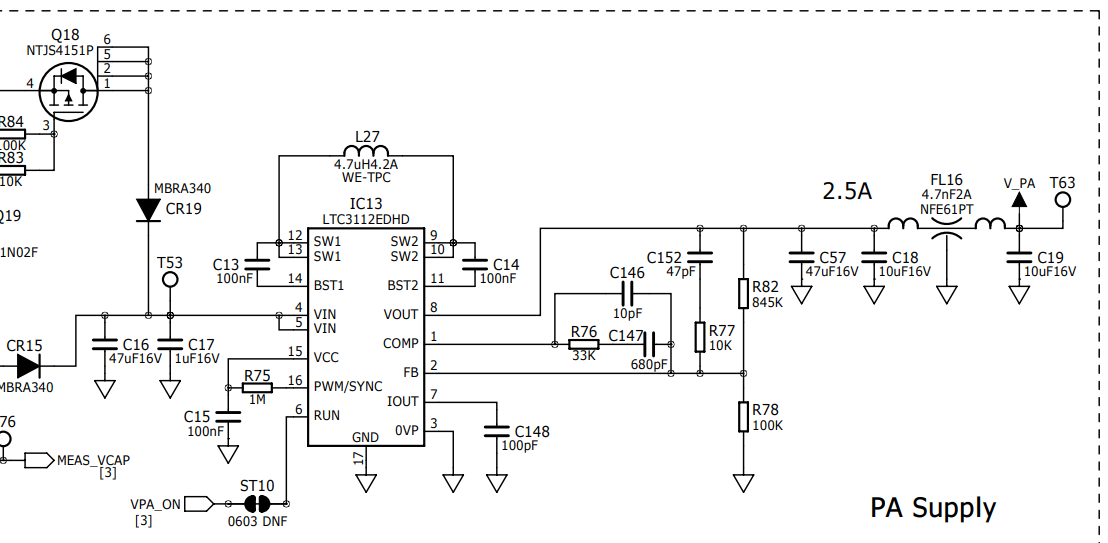 Q18
NTJS4151P
6
5
2
1
4
3
R84
100K
R83
10K
Q19
1N02F
MBRA340
CR19
T53
L27
4.7uH4.2A
WE-TPC
IC13
LTC3112EDHD
12 SW1
13 SW1
14 BST1
4 VIN
5 VIN
15 VCC
16 PWM/SYNC
6 RUN
SW2 9
SW2 10
BST2 11
VOUT 8
COMP 1
FB 2
IOUT 7
0VP 3
GND
17
C13
100nF
C14
100nF
CR15
MBRA340
C16
47uF16V
C17
1uF16V
R75
1M
C15
100nF
76
MEAS_VCAP
[3]
VPA_ON
[3]
ST10
0603 DNF
C146
10pF
R76
33K
C147
680pF
C148
100pF
C152
47pF
R77
10K
R82
845K
R78
100K
2.5A
C57
47uF16V
C18
10uF16V
FL16
4.7nF2A
NFE61PT
V_PA
T63
C19
10uF16V
PA Supply